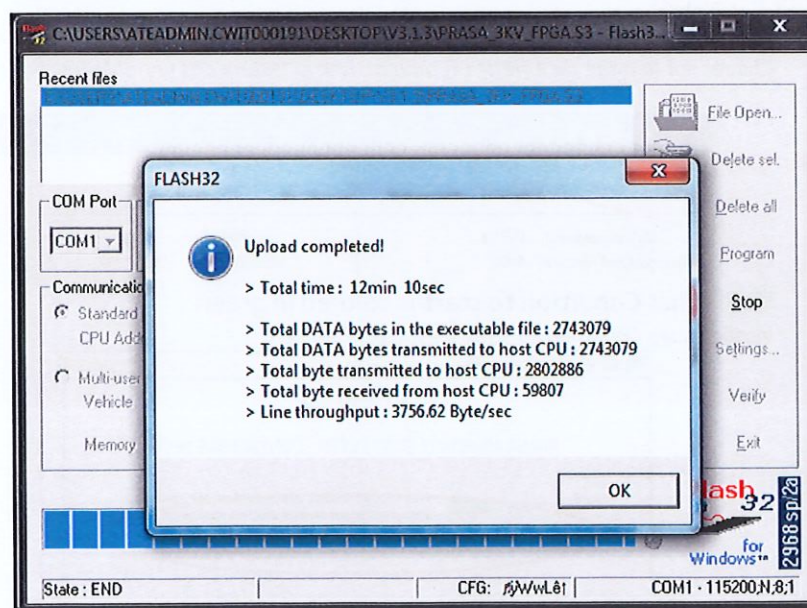 C:\USERS\ATEADMIN.CWIT000191\DESKTOP\V3.1.3\PRASA_3KV_FPGA.S3 - Flash3...
Recent files
File Open...
Delete sel.
Delete all
Program
Stop
Settings...
Verify
Exit
COM Port
COM1
Communicatio
Standard
CPU Add
Multi-user
Vehicle
Memory
FLASH32
Upload completed!
> Total time : 12min 10sec
> Total DATA bytes in the executable file : 2743079
> Total DATA bytes transmitted to host CPU : 2743079
> Total byte transmitted to host CPU : 2802886
> Total byte received from host CPU : 59807
> Line throughput : 3756.62 Byte/sec
OK
lash
32
for
Windows™
2968 sp/2a
State : END
CFG:
COM1 - 115200;N;8;1